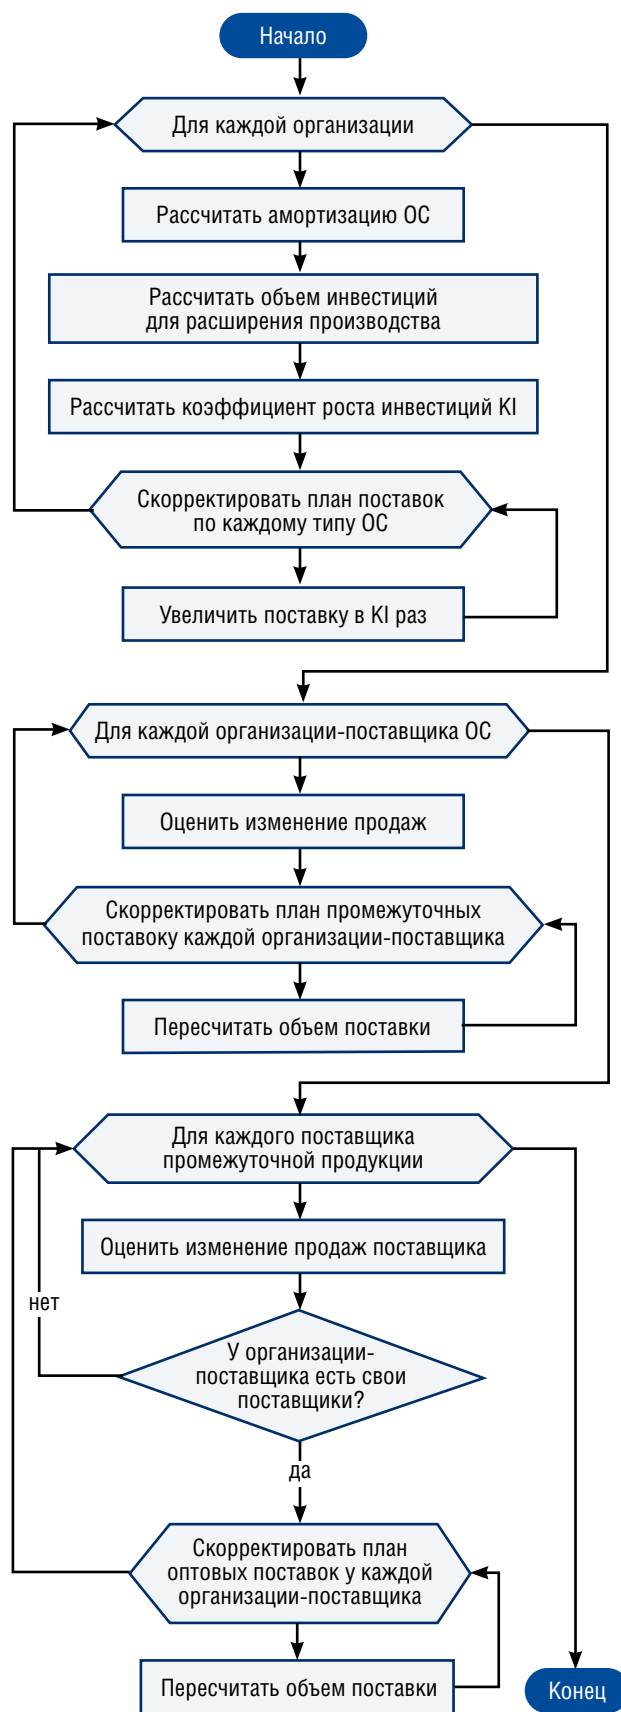 Начало
Для каждой организации
Рассчитать амортизацию ОС
Рассчитать объем инвестиций
для расширения производства
Рассчитать коэффициент роста инвестиций KI
Скорректировать план поставок
по каждому типу ОС
Увеличить поставку в KI раз
Для каждой организации-поставщика ОС
Оценить изменение продаж
Скорректировать план промежуточных
поставоку каждой организации-поставщика
Пересчитать объем поставки
Для каждого поставщика
промежуточной продукции
Оценить изменение продаж поставщика
нет
У организации-
поставщика есть свои
поставщики?
да
Скорректировать план
оптовых поставок у каждой
организации-поставщика
Пересчитать объем поставки
Конец